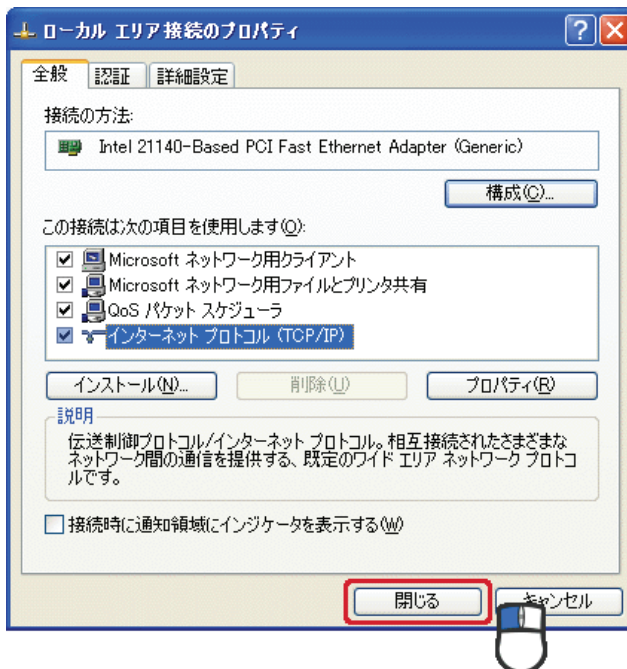 ローカル エリア接続のプロパティ
全般 認証 詳細設定
接続の方法:
Intel 21140-Based PCI Fast Ethernet Adapter (Generic)
構成(C)...
この接続は次の項目を使用します(O):
Microsoft ネットワーク用クライアント
Microsoft ネットワーク用ファイルとプリンタ共有
QoS パケット スケジューラ
インターネット プロトコル (TCP/IP)
インストール(N)... 削除(U) プロパティ(R)
説明
伝送制御プロトコル/インターネット プロトコル。相互接続されたさまざまな
ネットワーク間の通信を提供する、既定のワイド エリア ネットワーク プロトコ
ルです。
接続時に通知領域にインジケータを表示する(W)
閉じる キャンセル